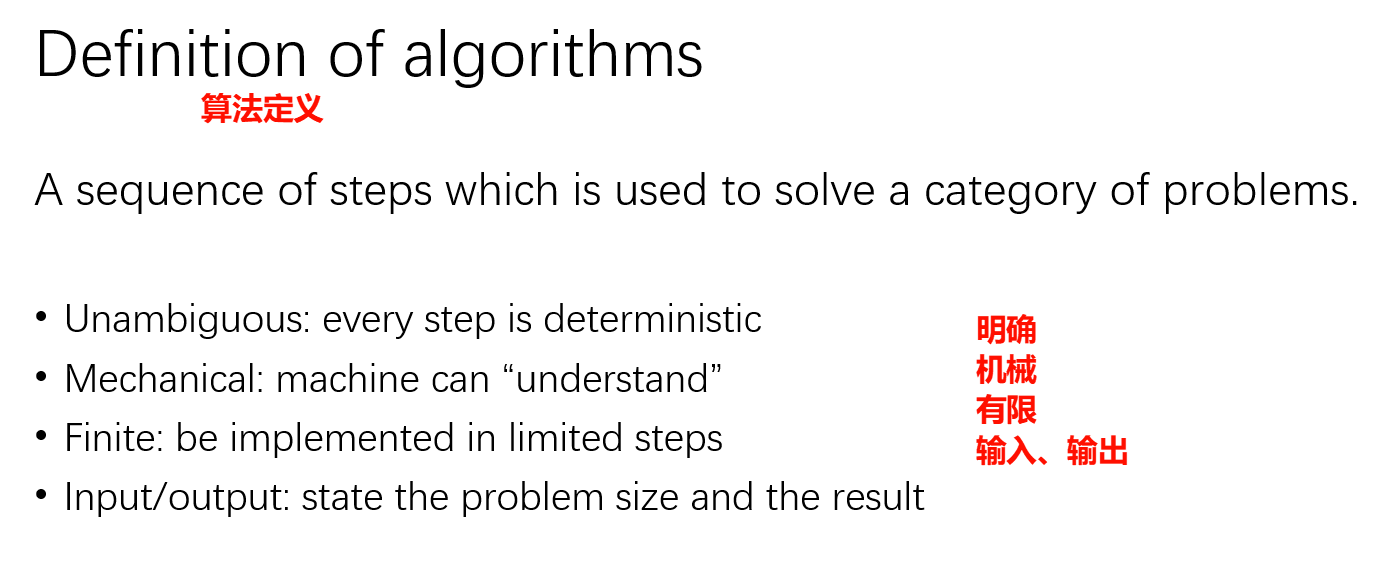 Definition of algorithms
算法定义
A sequence of steps which is used to solve a category of problems.
• Unambiguous: every step is deterministic
• Mechanical: machine can “understand”
• Finite: be implemented in limited steps
• Input/output: state the problem size and the result
明确
机械
有限
输入、输出